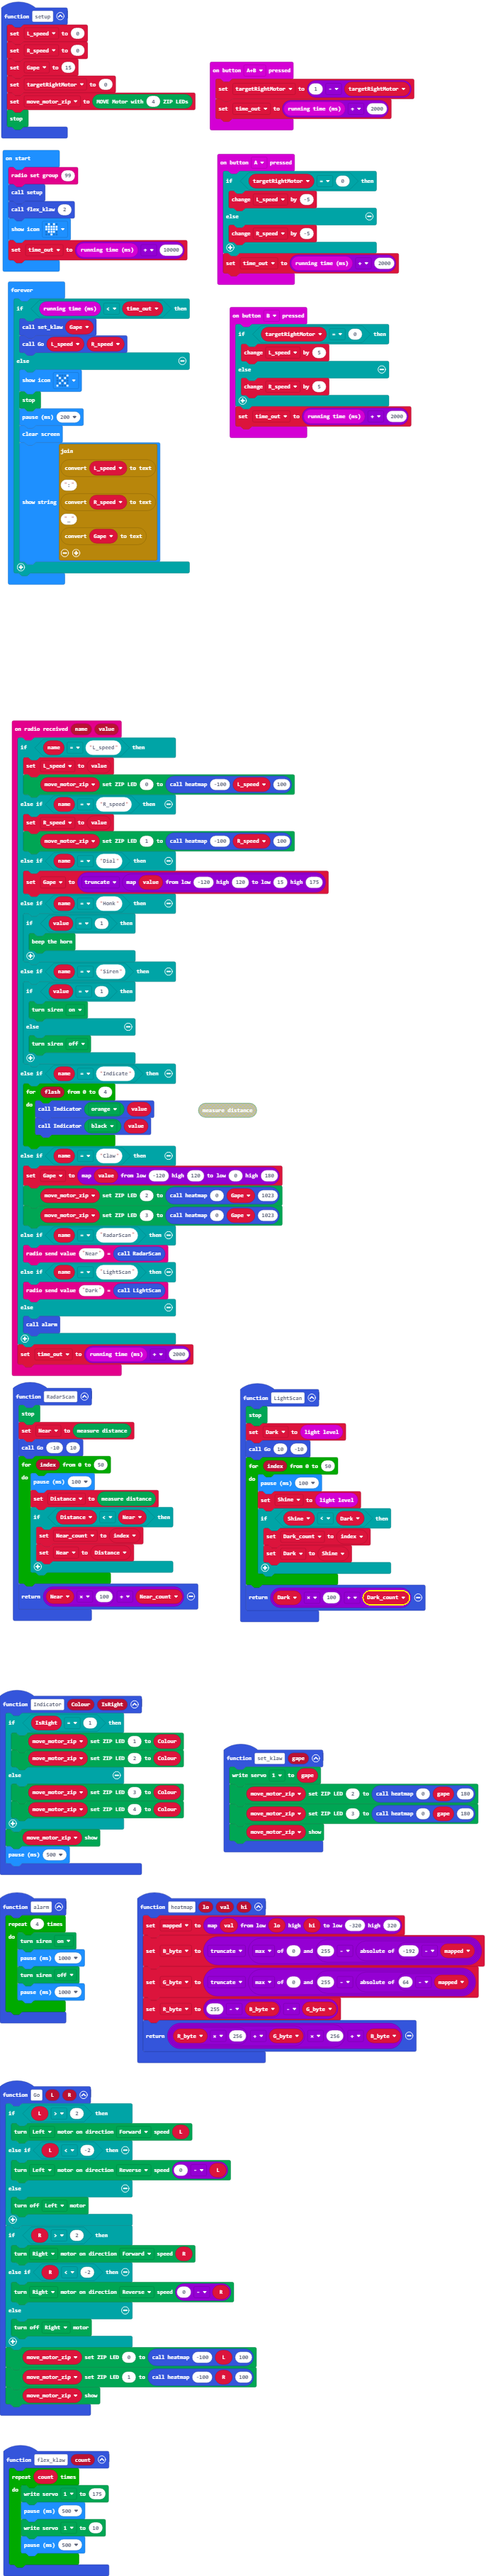 function setup
set L_speed to 0
set R_speed to 0
set Gape to 15
set targetRightMotor to 0
set move_motor_zip to MOVE Motor with 4 ZIP LEDs
stop
on button A+B pressed
set targetRightMotor to 1 - targetRightMotor
set time_out to running time (ms) + 2000
on start
radio set group 99
call setup
call flex_klaw 2
show icon
set time_out to running time (ms) + 10000
on button A pressed
if targetRightMotor = 0 then
change L_speed by -5
else
change R_speed by -5
set time_out to running time (ms) + 2000
forever
if running time (ms) < time_out then
call set_klaw Gape
call Go L_speed R_speed
else
show icon
stop
pause (ms) 200
clear screen
join
convert L_speed to text
":"
show string convert R_speed to text
convert Gape to text
on button B pressed
if targetRightMotor = 0 then
change L_speed by 5
else
change R_speed by 5
set time_out to running time (ms) + 2000
on radio received name value
if name = "L_speed" then
set L_speed to value
move_motor_zip set ZIP LED 0 to call heatmap -100 L_speed 100
else if name = "R_speed" then
set R_speed to value
move_motor_zip set ZIP LED 1 to call heatmap -100 R_speed 100
else if name = "Dial" then
set Gape to truncate map value from low -120 high 120 to low 15 high 175
else if name = "Honk" then
if value = 1 then
beep the horn
else if name = "Siren" then
if value = 1 then
turn siren on
else
turn siren off
else if name = "Indicate" then
for flash from 0 to 4
do call Indicator orange value
call Indicator black value
measure distance
else if name = "Claw" then
set Gape to map value from low -120 high 120 to low 0 high 180
move_motor_zip set ZIP LED 2 to call heatmap 0 Gape 1023
move_motor_zip set ZIP LED 3 to call heatmap 0 Gape 1023
else if name = "RadarScan" then
radio send value "Near" = call RadarScan
else if name = "LightScan" then
radio send value "Dark" = call LightScan
else
call alarm
set time_out to running time (ms) + 2000
function RadarScan
stop
set Near to measure distance
call Go -10 10
for index from 0 to 50
do pause (ms) 100
set Distance to measure distance
if Distance < Near then
set Near_count to index
set Near to Distance
return Near × 100 + Near_count
function LightScan
stop
set Dark to light level
call Go 10 -10
for index from 0 to 50
do pause (ms) 100
set Shine to light level
if Shine < Dark then
set Dark_count to index
set Dark to Shine
return Dark × 100 + Dark_count
function Indicator Colour IsRight
if IsRight = 1 then
move_motor_zip set ZIP LED 1 to Colour
move_motor_zip set ZIP LED 2 to Colour
else
move_motor_zip set ZIP LED 3 to Colour
move_motor_zip set ZIP LED 4 to Colour
move_motor_zip show
pause (ms) 500
function set_klaw gape
write servo 1 to gape
move_motor_zip set ZIP LED 2 to call heatmap 0 gape 180
move_motor_zip set ZIP LED 3 to call heatmap 0 gape 180
move_motor_zip show
function alarm
repeat 4 times
do turn siren on
pause (ms) 1000
turn siren off
pause (ms) 1000
function heatmap lo val hi
set mapped to map val from low lo high hi to low -320 high 320
set R_byte to truncate max of 0 and 255 - absolute of -192 - mapped
set G_byte to truncate max of 0 and 255 - absolute of 64 - mapped
set B_byte to 255 - R_byte - G_byte
return R_byte × 256 + G_byte × 256 + B_byte
function Go L R
if L > 2 then
turn Left motor on direction Forward speed L
else if L < -2 then
turn Left motor on direction Reverse speed 0 - L
else
turn off Left motor
if R > 2 then
turn Right motor on direction Forward speed R
else if R < -2 then
turn Right motor on direction Reverse speed 0 - R
else
turn off Right motor
move_motor_zip set ZIP LED 0 to call heatmap -100 L 100
move_motor_zip set ZIP LED 1 to call heatmap -100 R 100
move_motor_zip show
function flex_klaw count
repeat count times
do write servo 1 to 175
pause (ms) 500
write servo 1 to 10
pause (ms) 500